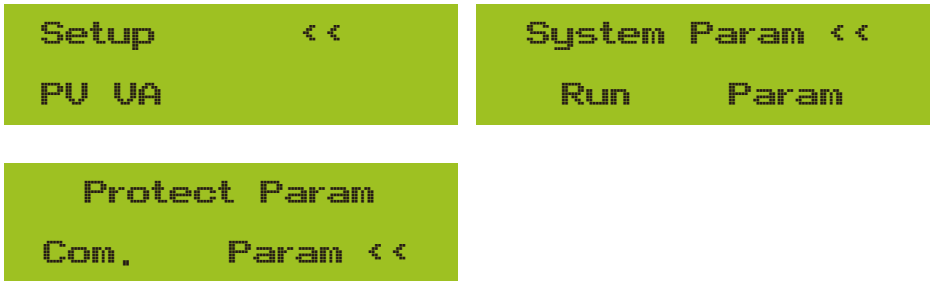 Setup <<
PV VA
System Param <<
Run Param
Protect Param
Com. Param <<